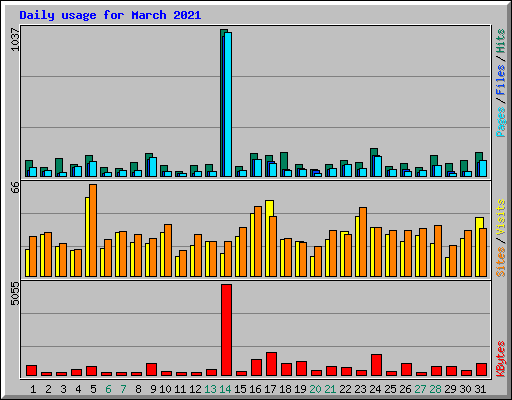 Daily usage for March 2021
1037
Pages / Files / Hits
66
Sites / Visits
5055
KBytes
1 2 3 4 5 6 7 8 9 10 11 12 13 14 15 16 17 18 19 20 21 22 23 24 25 26 27 28 29 30 31